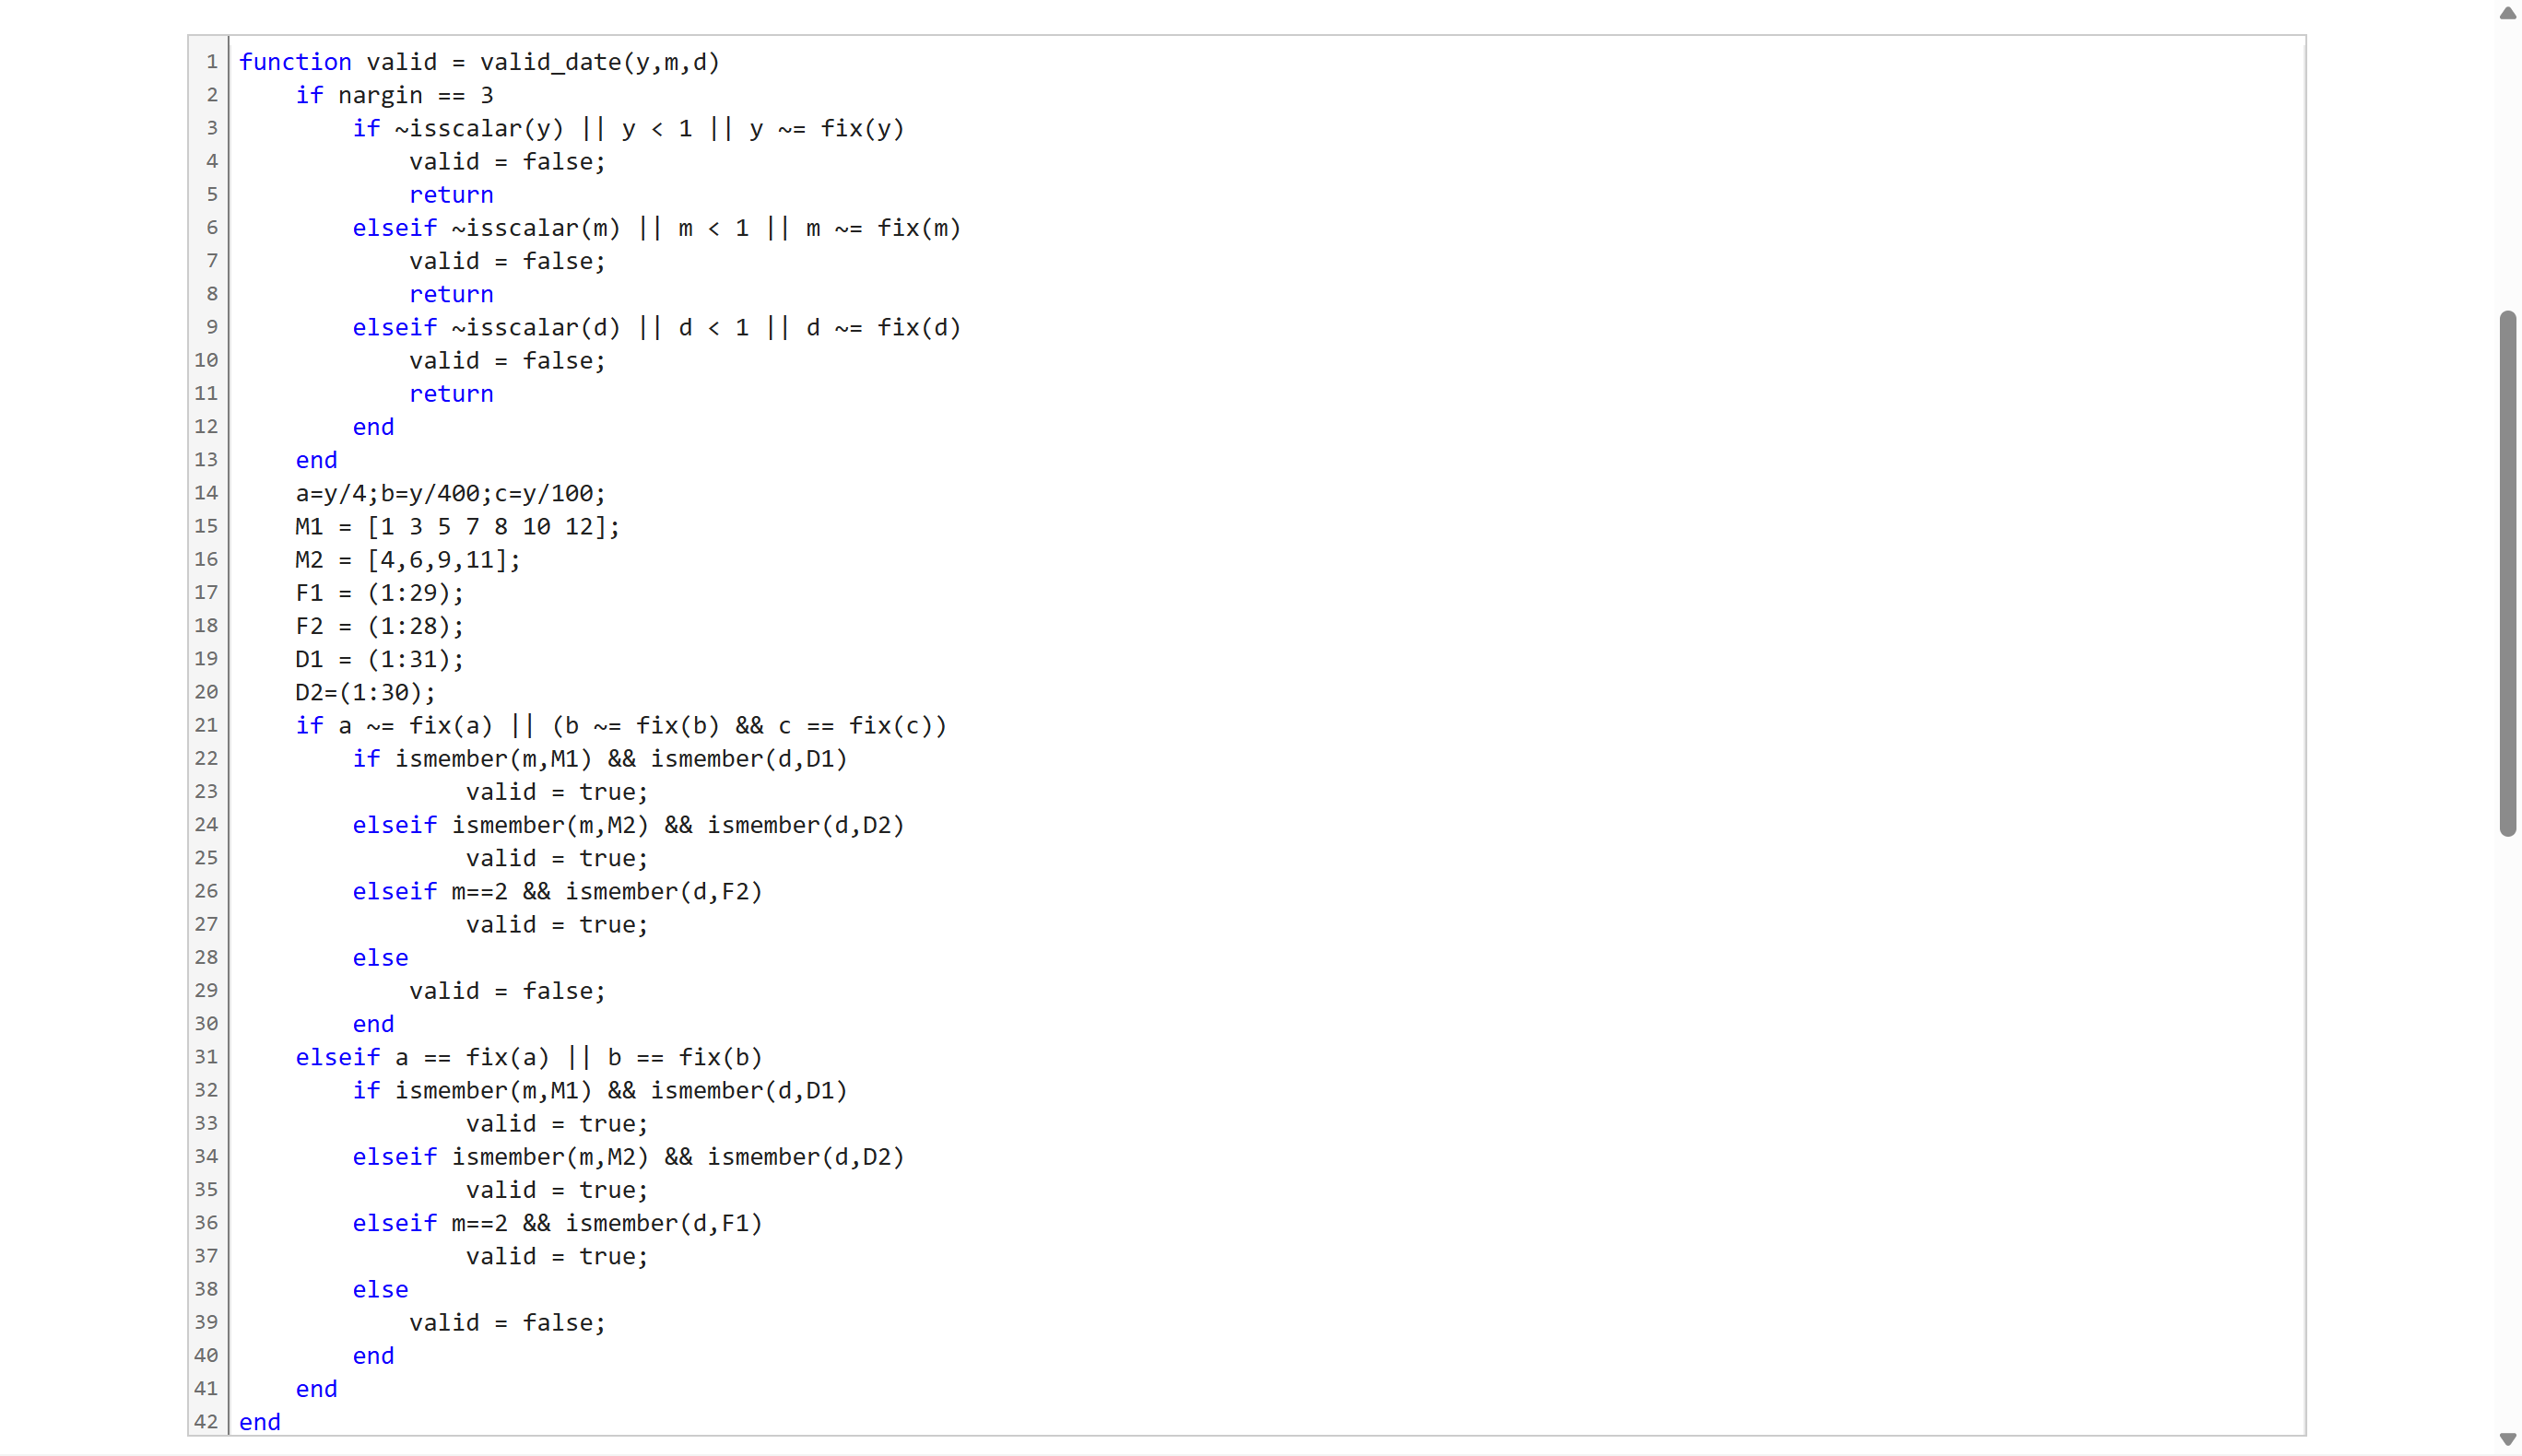 1 function valid = valid_date(y,m,d)
2     if nargin == 3
3         if ~isscalar(y) || y < 1 || y ~= fix(y)
4             valid = false;
5             return
6         elseif ~isscalar(m) || m < 1 || m ~= fix(m)
7             valid = false;
8             return
9         elseif ~isscalar(d) || d < 1 || d ~= fix(d)
10             valid = false;
11             return
12         end
13     end
14     a=y/4;b=y/400;c=y/100;
15     M1 = [1 3 5 7 8 10 12];
16     M2 = [4,6,9,11];
17     F1 = (1:29);
18     F2 = (1:28);
19     D1 = (1:31);
20     D2=(1:30);
21     if a ~= fix(a) || (b ~= fix(b) && c == fix(c))
22         if ismember(m,M1) && ismember(d,D1)
23                 valid = true;
24         elseif ismember(m,M2) && ismember(d,D2)
25                 valid = true;
26         elseif m==2 && ismember(d,F2)
27                 valid = true;
28         else
29             valid = false;
30         end
31     elseif a == fix(a) || b == fix(b)
32         if ismember(m,M1) && ismember(d,D1)
33                 valid = true;
34         elseif ismember(m,M2) && ismember(d,D2)
35                 valid = true;
36         elseif m==2 && ismember(d,F1)
37                 valid = true;
38         else
39             valid = false;
40         end
41     end
42 end